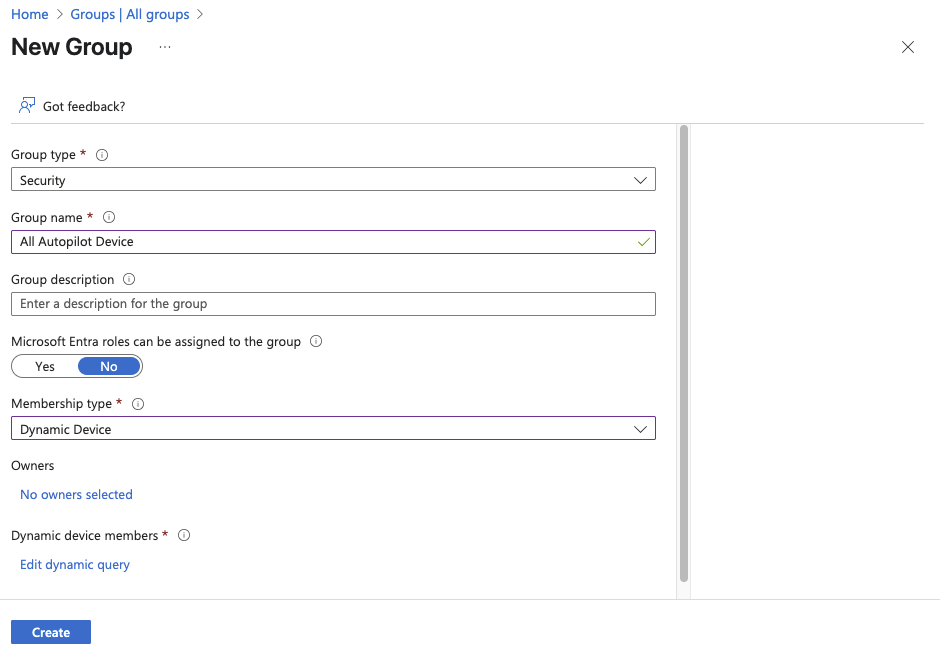 Home > Groups | All groups >
New Group ...
Got feedback?
Group type *
Security
Group name *
All Autopilot Device
Group description
Enter a description for the group
Microsoft Entra roles can be assigned to the group
Yes No
Membership type *
Dynamic Device
Owners
No owners selected
Dynamic device members *
Edit dynamic query
Create